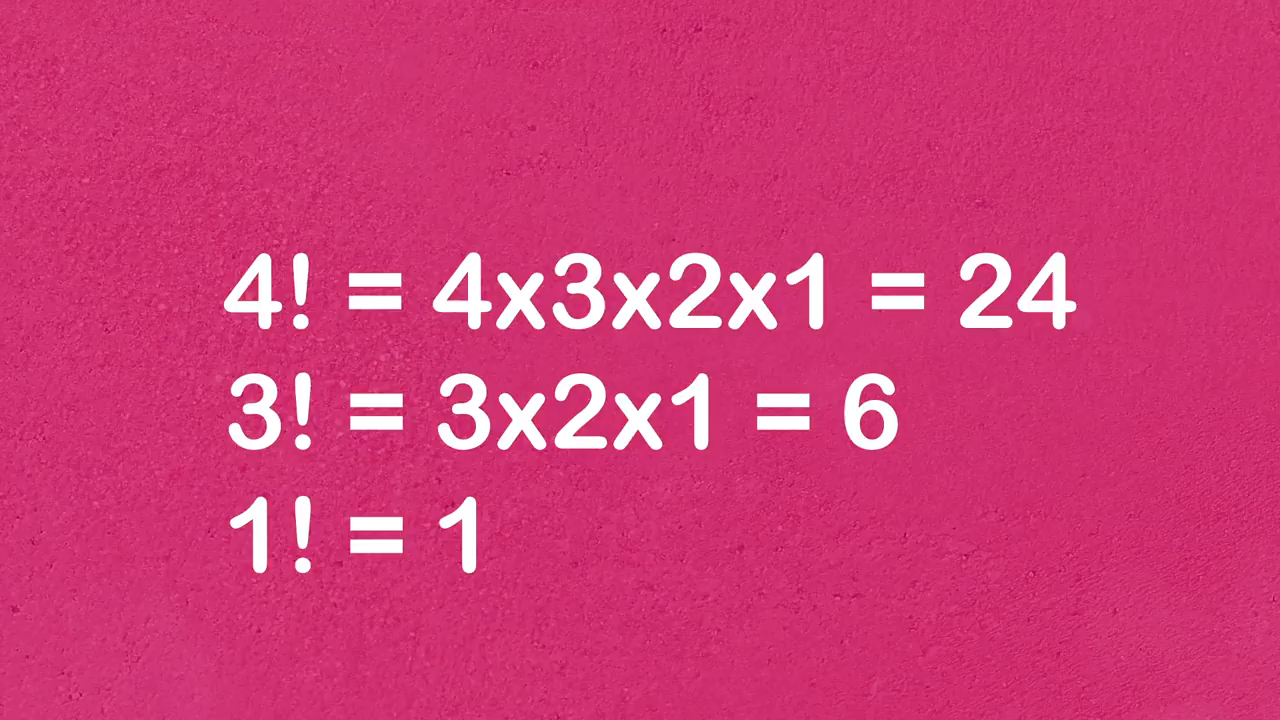 4! = 4x3x2x1 = 24
3! = 3x2x1 = 6
1! = 1